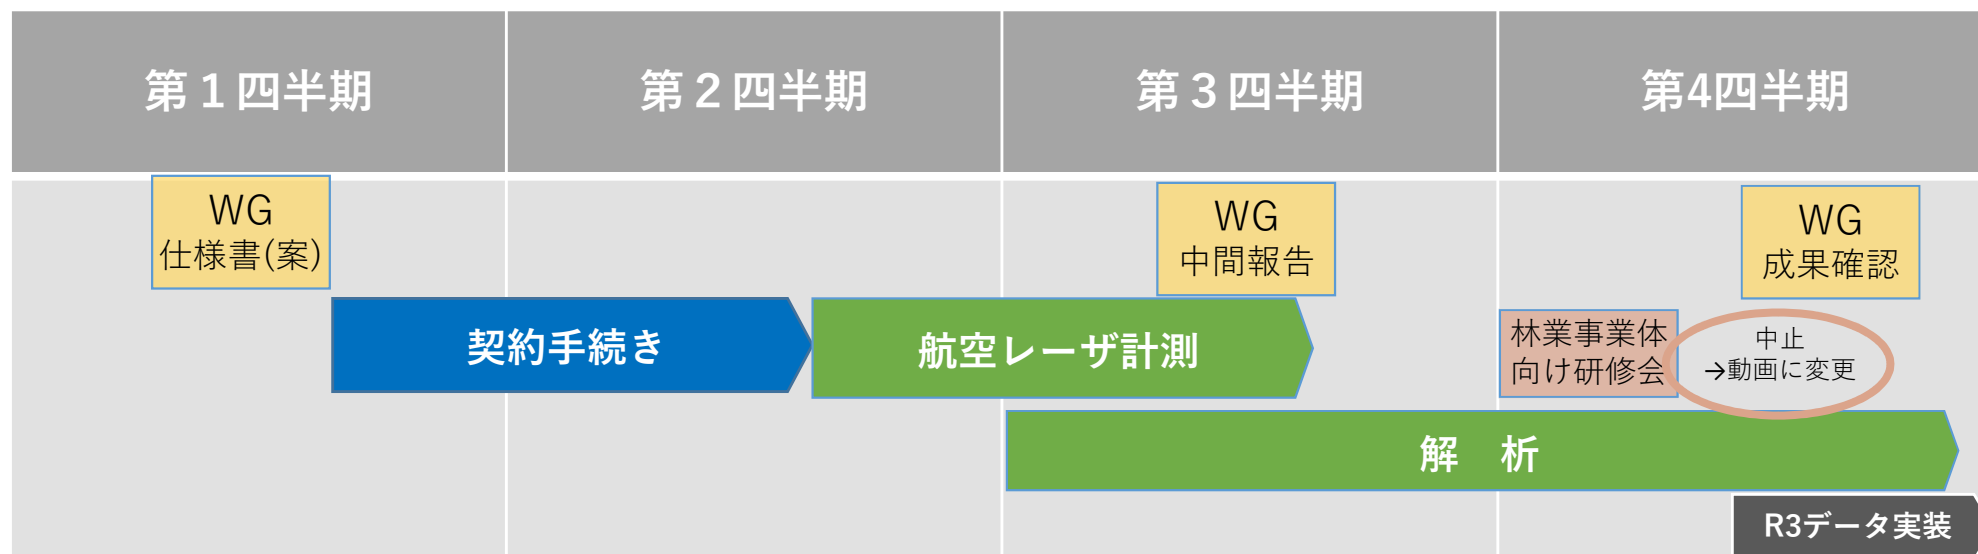 第１四半期
第２四半期
第３四半期
第4四半期
WG
仕様書(案)
WG
中間報告
WG
成果確認
契約手続き
航空レーザ計測
林業事業体
向け研修会
中止
→動画に変更
解　析
R3データ実装